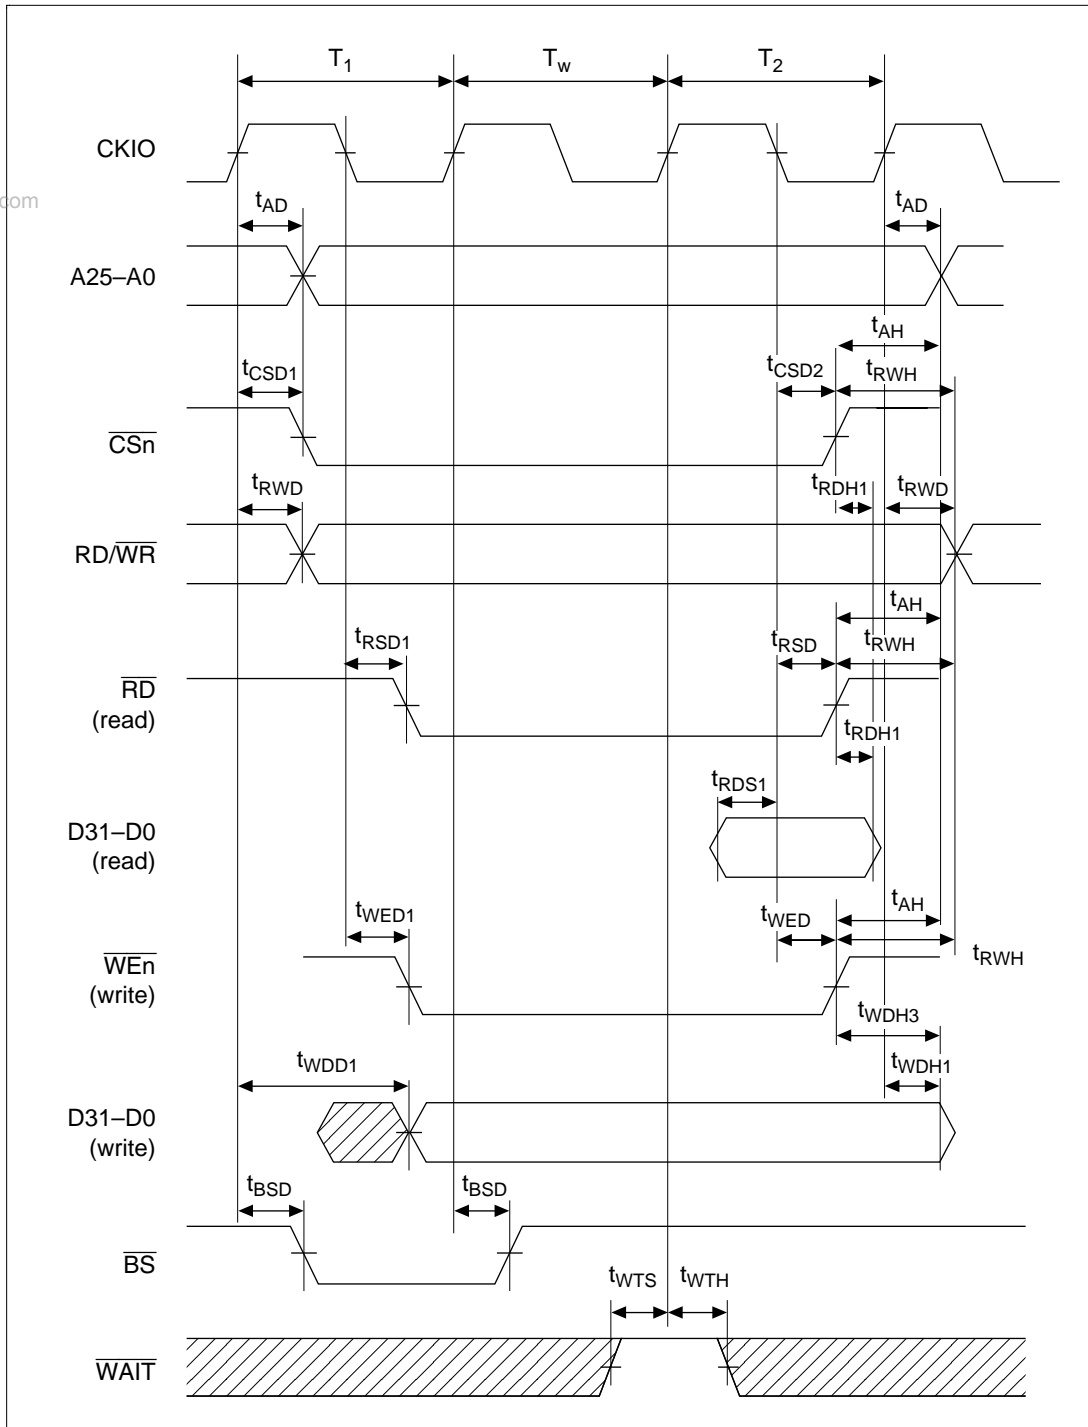 T1 Tw T2
CKIO
com
tAD tAD
A25–A0
tAH
tCSD1 tCSD2 tRWH
CSn
tRWD tRDH1 tRWD
RD/WR
tAH
tRSD1 tRSD tRWH
RD
(read)
tRDH1
tRDS1
D31–D0
(read)
tAH
tWED1 tWED
tRWH
WEn
(write)
tWDH3
tWDD1 tWDH1
D31–D0
(write)
tBSD tBSD
BS
tWTS tWTH
WAIT